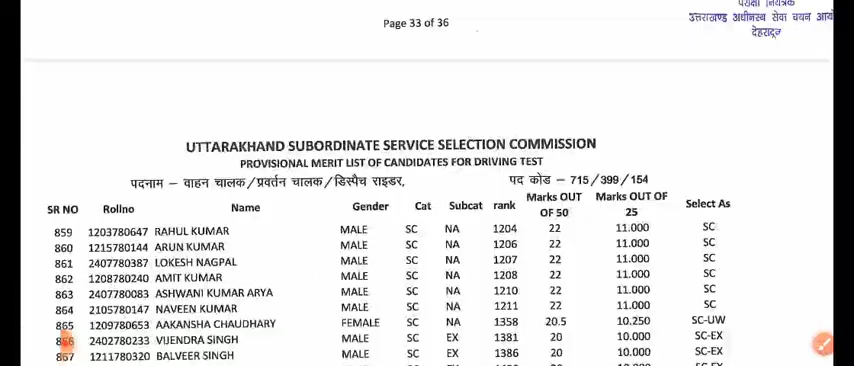 Page 33 of 36
परीक्षा नियंत्रक
उत्तराखण्ड अधीनस्थ सेवा चयन
देहरादून
UTTARAKHAND SUBORDINATE SERVICE SELECTION COMMISSION
PROVISIONAL MERIT LIST OF CANDIDATES FOR DRIVING TEST
पदनाम – वाहन चालक/प्रवर्तन चालक/डिस्पैच राइडर, पद कोड – 715/399/154
SR NO Rollno Name Gender Cat Subcat rank Marks OUT OF 50 Marks OUT OF 25 Select As
859 1203780647 RAHUL KUMAR MALE SC NA 1204 22 11.000 SC
860 1215780144 ARUN KUMAR MALE SC NA 1206 22 11.000 SC
861 2407780387 LOKESH NAGPAL MALE SC NA 1207 22 11.000 SC
862 1208780240 AMIT KUMAR MALE SC NA 1208 22 11.000 SC
863 2407780083 ASHWANI KUMAR ARYA MALE SC NA 1210 22 11.000 SC
864 2105780147 NAVEEN KUMAR MALE SC NA 1211 22 11.000 SC
865 1209780653 AAKANSHA CHAUDHARY FEMALE SC NA 1358 20.5 10.250 SC-UW
866 2402780233 VIJENDRA SINGH MALE SC EX 1381 20 10.000 SC-EX
867 1211780320 BALVEER SINGH MALE SC EX 1386 20 10.000 SC-EX